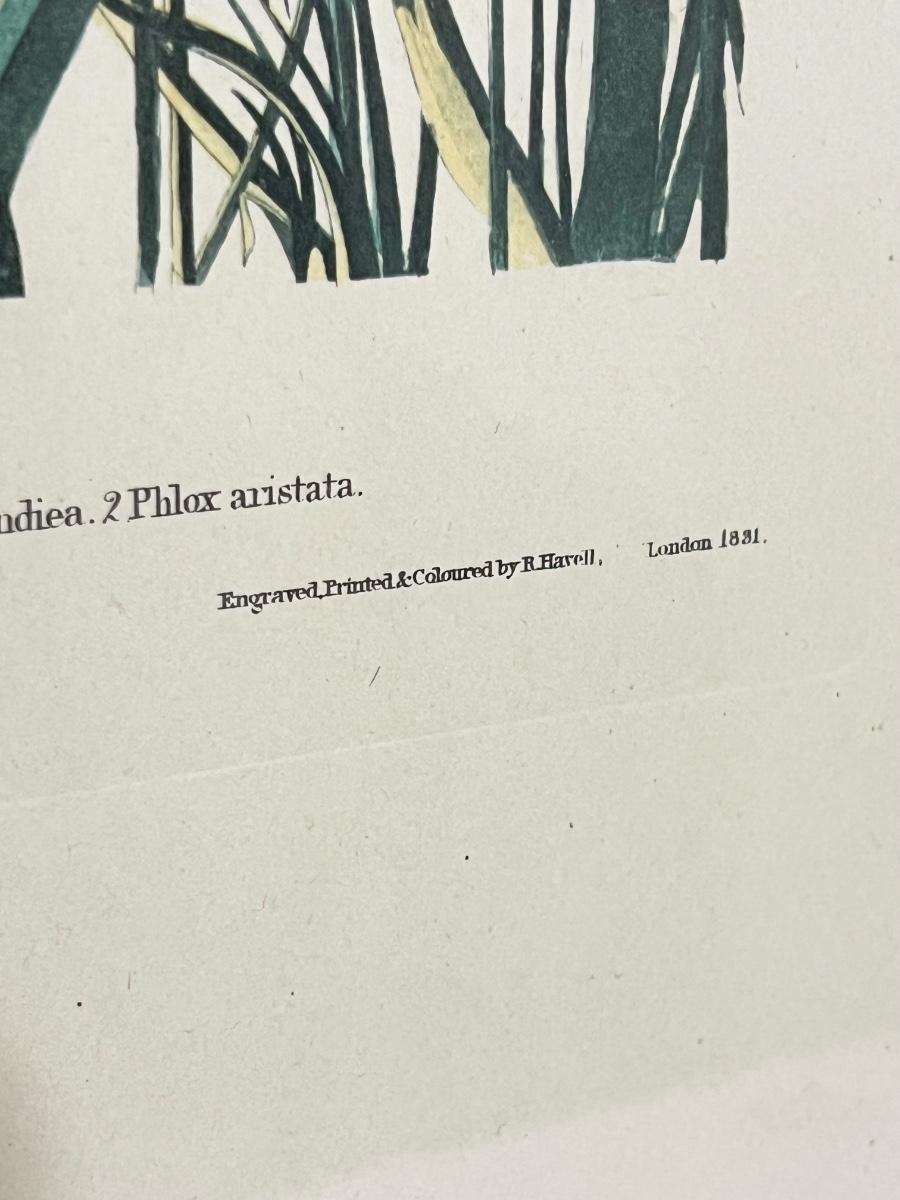 ndiea. 2 Phlox aristata.
Engraved, Printed & Coloured by R. Havell, London 1831.